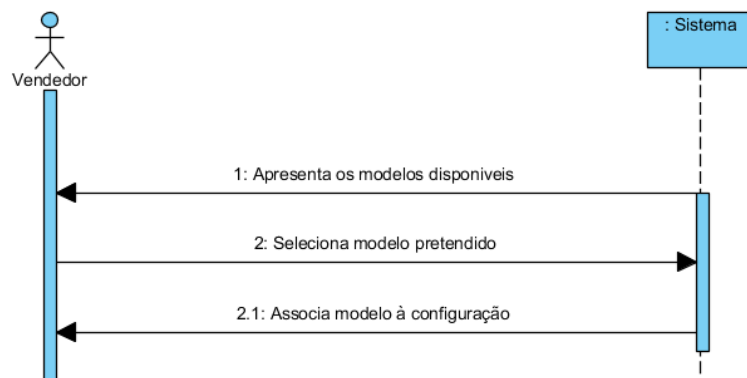 : Sistema
Vendedor
1: Apresenta os modelos disponiveis
2: Seleciona modelo pretendido
2.1: Associa modelo à configuração